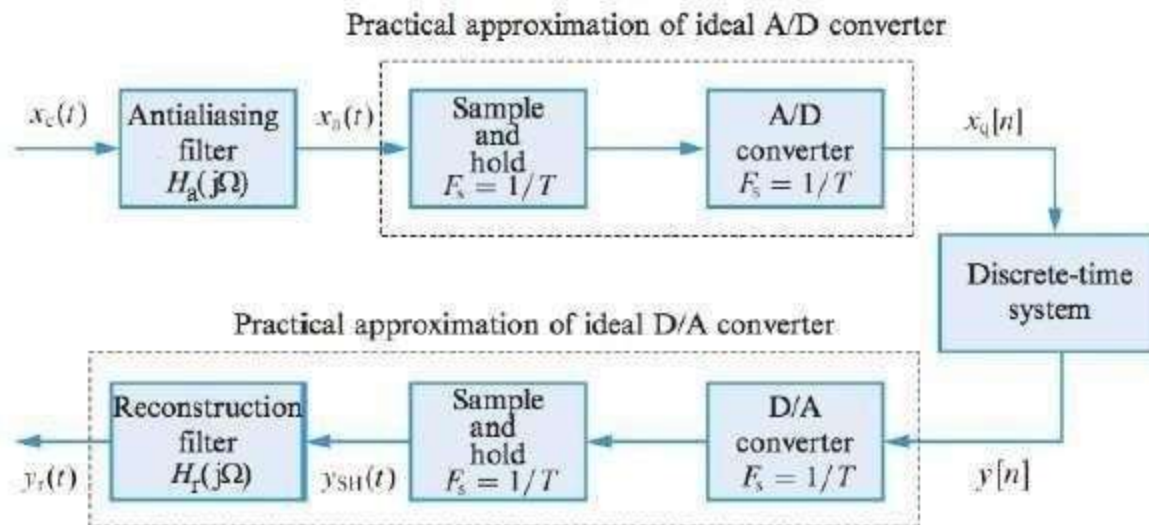 Practical approximation of ideal A/D converter
x_c(t)
Antialiasing
filter
H_a(jΩ)
x_a(t)
Sample
and
hold
F_s = 1/T
A/D
converter
F_s = 1/T
x_q[n]
Discrete-time
system
Practical approximation of ideal D/A converter
y_r(t)
Reconstruction
filter
H_r(jΩ)
y_SH(t)
Sample
and
hold
F_s = 1/T
D/A
converter
F_s = 1/T
y[n]